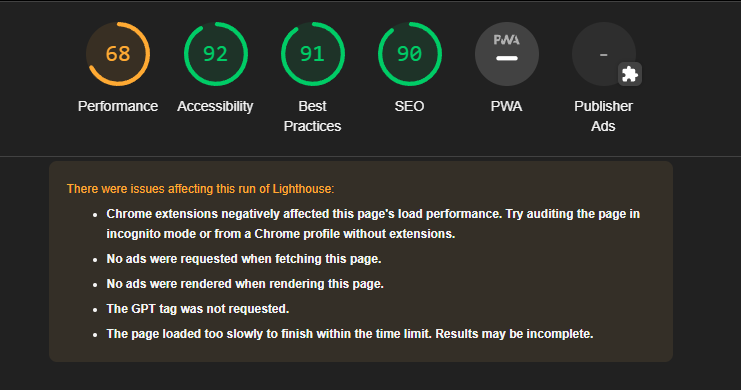 68
92
91
90
PWA
-
Performance
Accessibility
Best
Practices
SEO
PWA
Publisher
Ads
There were issues affecting this run of Lighthouse:
• Chrome extensions negatively affected this page's load performance. Try auditing the page in
incognito mode or from a Chrome profile without extensions.
• No ads were requested when fetching this page.
• No ads were rendered when rendering this page.
• The GPT tag was not requested.
• The page loaded too slowly to finish within the time limit. Results may be incomplete.